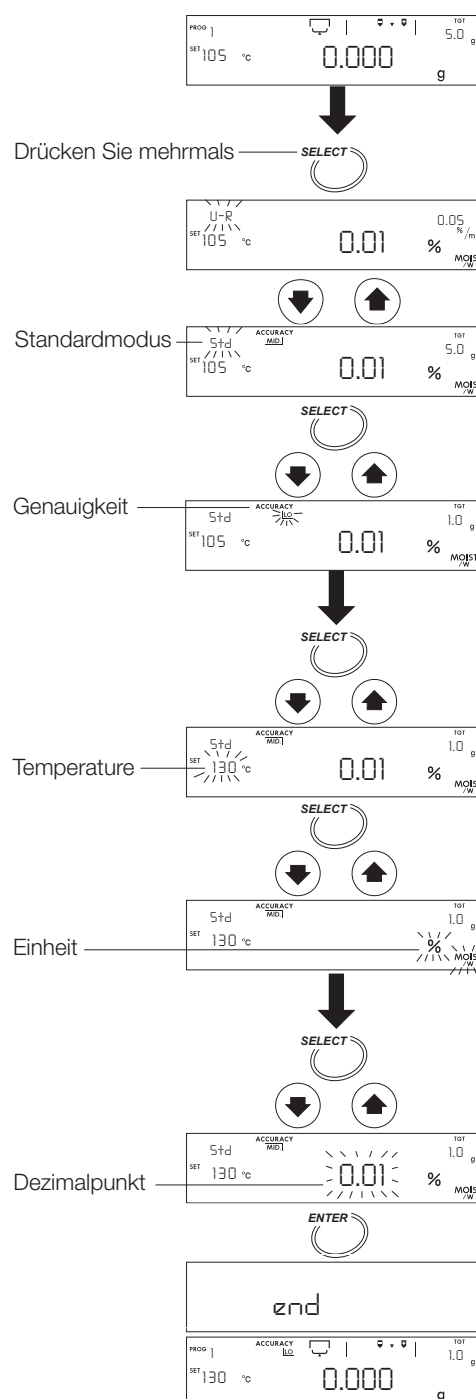 PROG 1 TGT
5.0 g
SET 105 °C 0.000
g
Drücken Sie mehrmals SELECT
U-R 0.05
%/m
SET 105 °C 0.01 %
MOIST
/W
Standardmodus Std ACCURACY MID. TGT
5.0 g
SET 105 °C 0.01 %
MOIST
/W
SELECT
Genauigkeit Std ACCURACY LO TGT
1.0 g
SET 105 °C 0.01 %
MOIST
/W
SELECT
Std ACCURACY MID. TGT
1.0 g
Temperature SET 130 °C 0.01 %
MOIST
/W
SELECT
Std ACCURACY MID. TGT
1.0 g
SET 130 °C
Einheit %
MOIST
/W
SELECT
Std ACCURACY MID. TGT
1.0 g
SET 130 °C 0.01 %
Dezimalpunkt MOIST
/W
ENTER
end
PROG 1 ACCURACY LO TGT
1.0 g
SET 130 °C 0.000
g